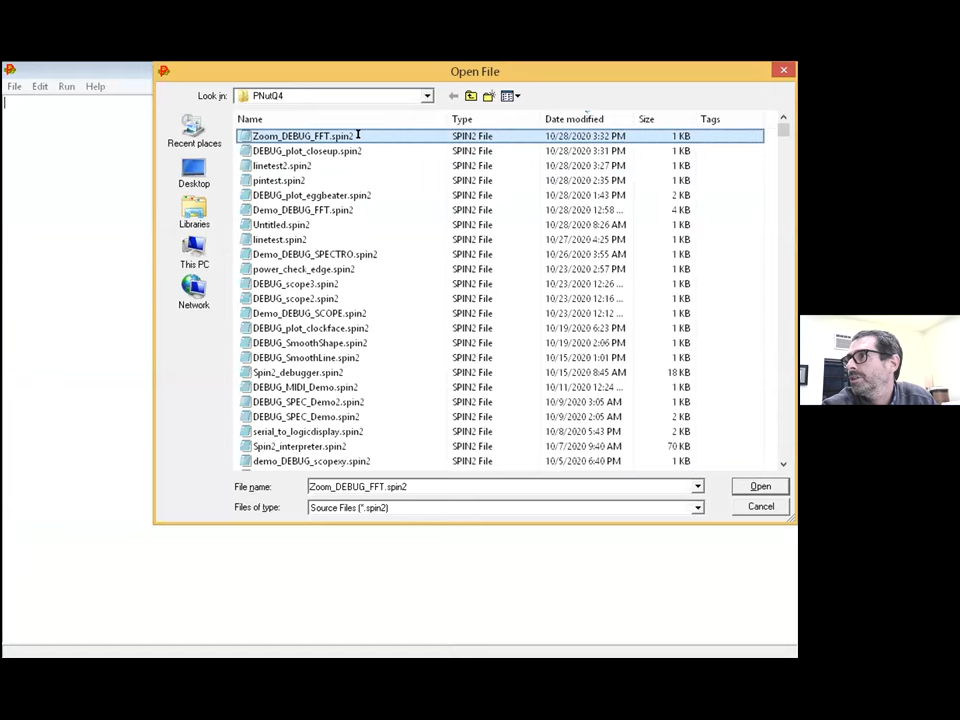 Open File
File Edit Run Help
Look in: PNutQ4
Recent places
Desktop
Libraries
This PC
Network
Name Type Date modified Size Tags
Zoom_DEBUG_FFT.spin2 SPIN2 File 10/28/2020 3:32 PM 1 KB
DEBUG_plot_closeup.spin2 SPIN2 File 10/28/2020 3:31 PM 1 KB
linetest2.spin2 SPIN2 File 10/28/2020 3:06 PM 1 KB
pintest.spin2 SPIN2 File 10/28/2020 2:35 PM 1 KB
DEBUG_plot_eggbeater.spin2 SPIN2 File 10/28/2020 1:43 PM 2 KB
Demo_DEBUG_FFT.spin2 SPIN2 File 10/28/2020 12:58 ... 4 KB
Untitled.spin2 SPIN2 File 10/28/2020 8:26 AM 1 KB
linetest.spin2 SPIN2 File 10/27/2020 4:25 PM 1 KB
Demo_DEBUG_SPECTRO.spin2 SPIN2 File 10/26/2020 3:55 AM 1 KB
power_check_edge.spin2 SPIN2 File 10/23/2020 2:57 PM 1 KB
DEBUG_scope3.spin2 SPIN2 File 10/23/2020 12:26 ... 1 KB
DEBUG_scope2.spin2 SPIN2 File 10/23/2020 12:16 ... 1 KB
Demo_DEBUG_SCOPE.spin2 SPIN2 File 10/23/2020 12:12 ... 1 KB
DEBUG_plot_clockface.spin2 SPIN2 File 10/19/2020 6:23 PM 1 KB
DEBUG_SmoothShape.spin2 SPIN2 File 10/19/2020 2:06 PM 1 KB
DEBUG_SmoothLine.spin2 SPIN2 File 10/15/2020 1:01 PM 1 KB
Spin2_debugger.spin2 SPIN2 File 10/15/2020 8:45 AM 18 KB
DEBUG_MIDI_Demo.spin2 SPIN2 File 10/11/2020 12:24 ... 1 KB
DEBUG_SPEC_Demo2.spin2 SPIN2 File 10/9/2020 3:05 AM 1 KB
DEBUG_SPEC_Demo.spin2 SPIN2 File 10/9/2020 2:05 AM 2 KB
serial_to_logicdisplay.spin2 SPIN2 File 10/8/2020 5:43 PM 2 KB
Spin2_interpreter.spin2 SPIN2 File 10/7/2020 9:40 AM 70 KB
demo_DEBUG_scopexy.spin2 SPIN2 File 10/5/2020 6:40 PM 1 KB
File name: Zoom_DEBUG_FFT.spin2 Open
Files of type: Source Files (*.spin2) Cancel